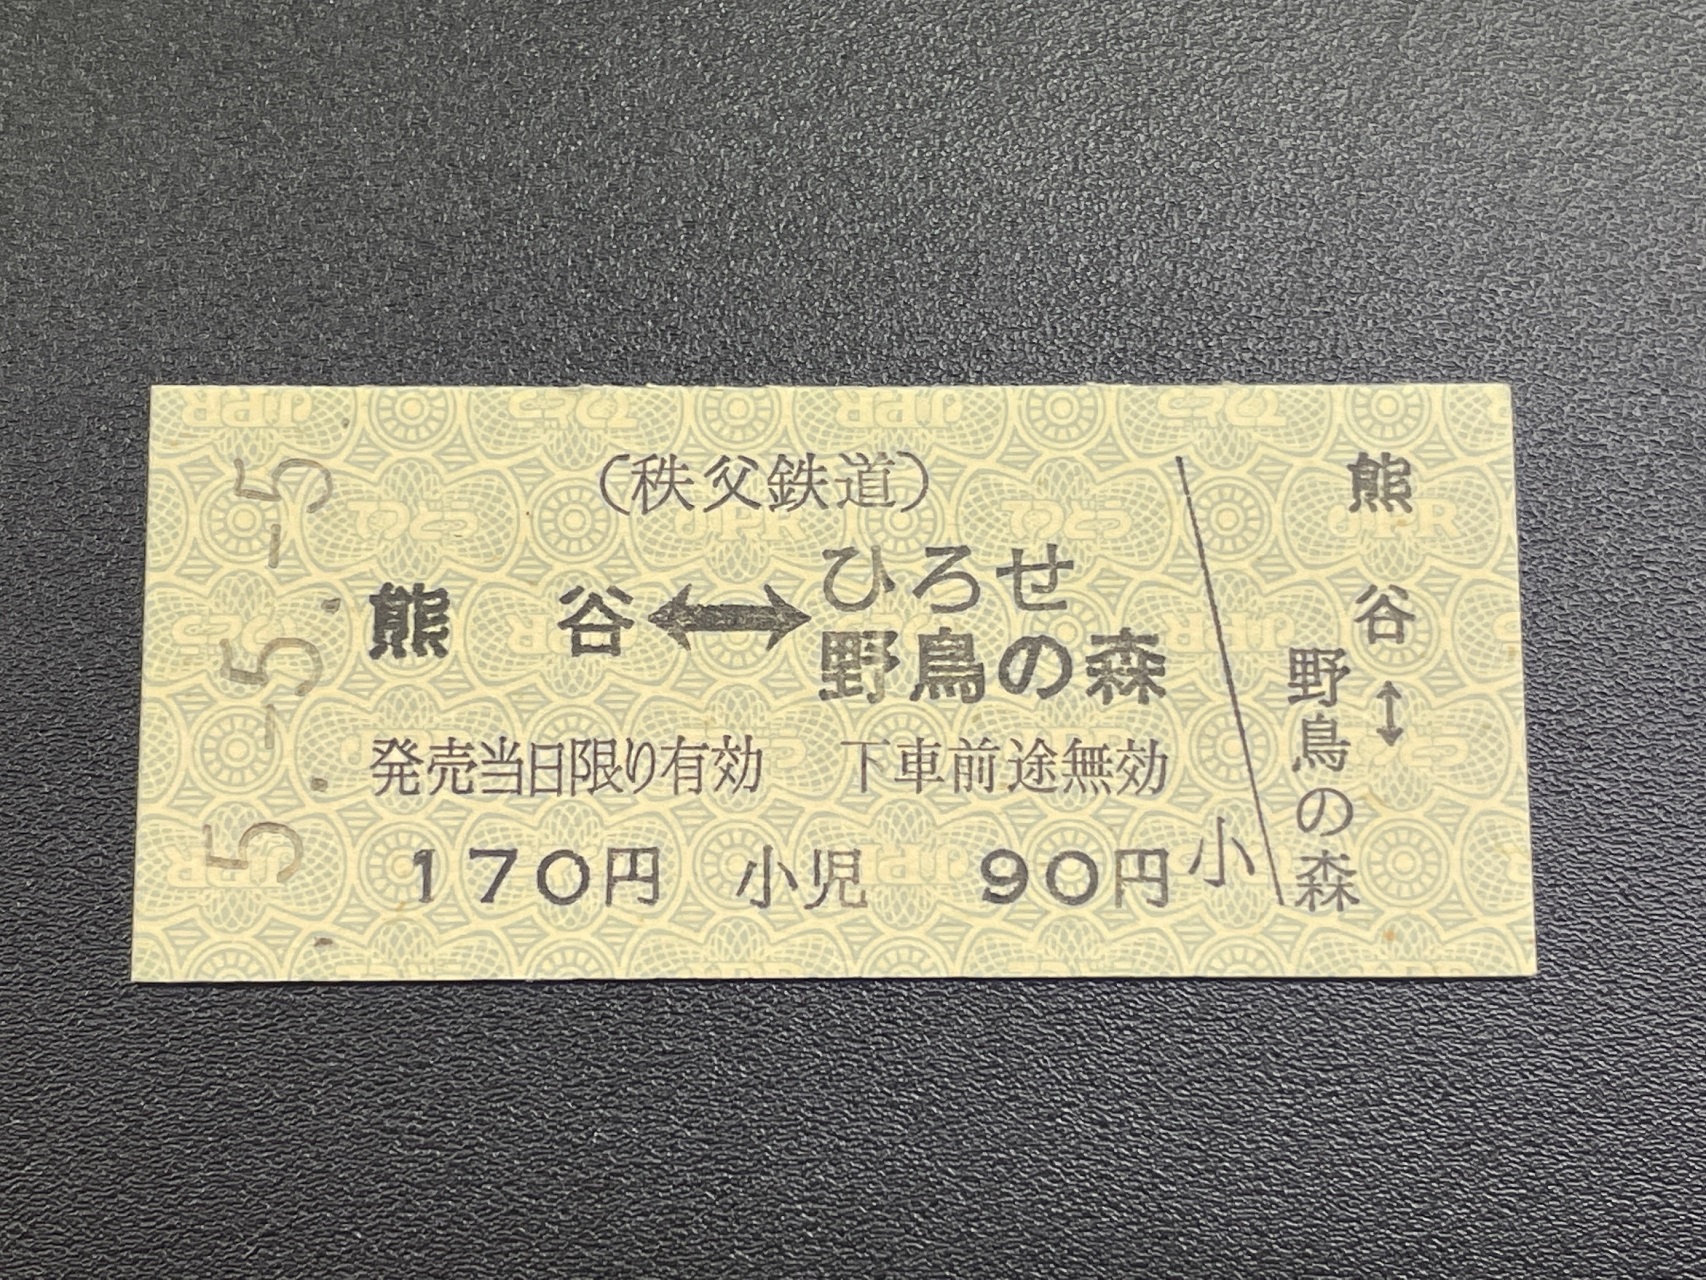 5.-5.-5.
(秩父鉄道)
熊 谷↔ひろせ
野鳥の森
発売当日限り有効 下車前途無効
170円 小児 90円
小
熊谷↔
野鳥の森